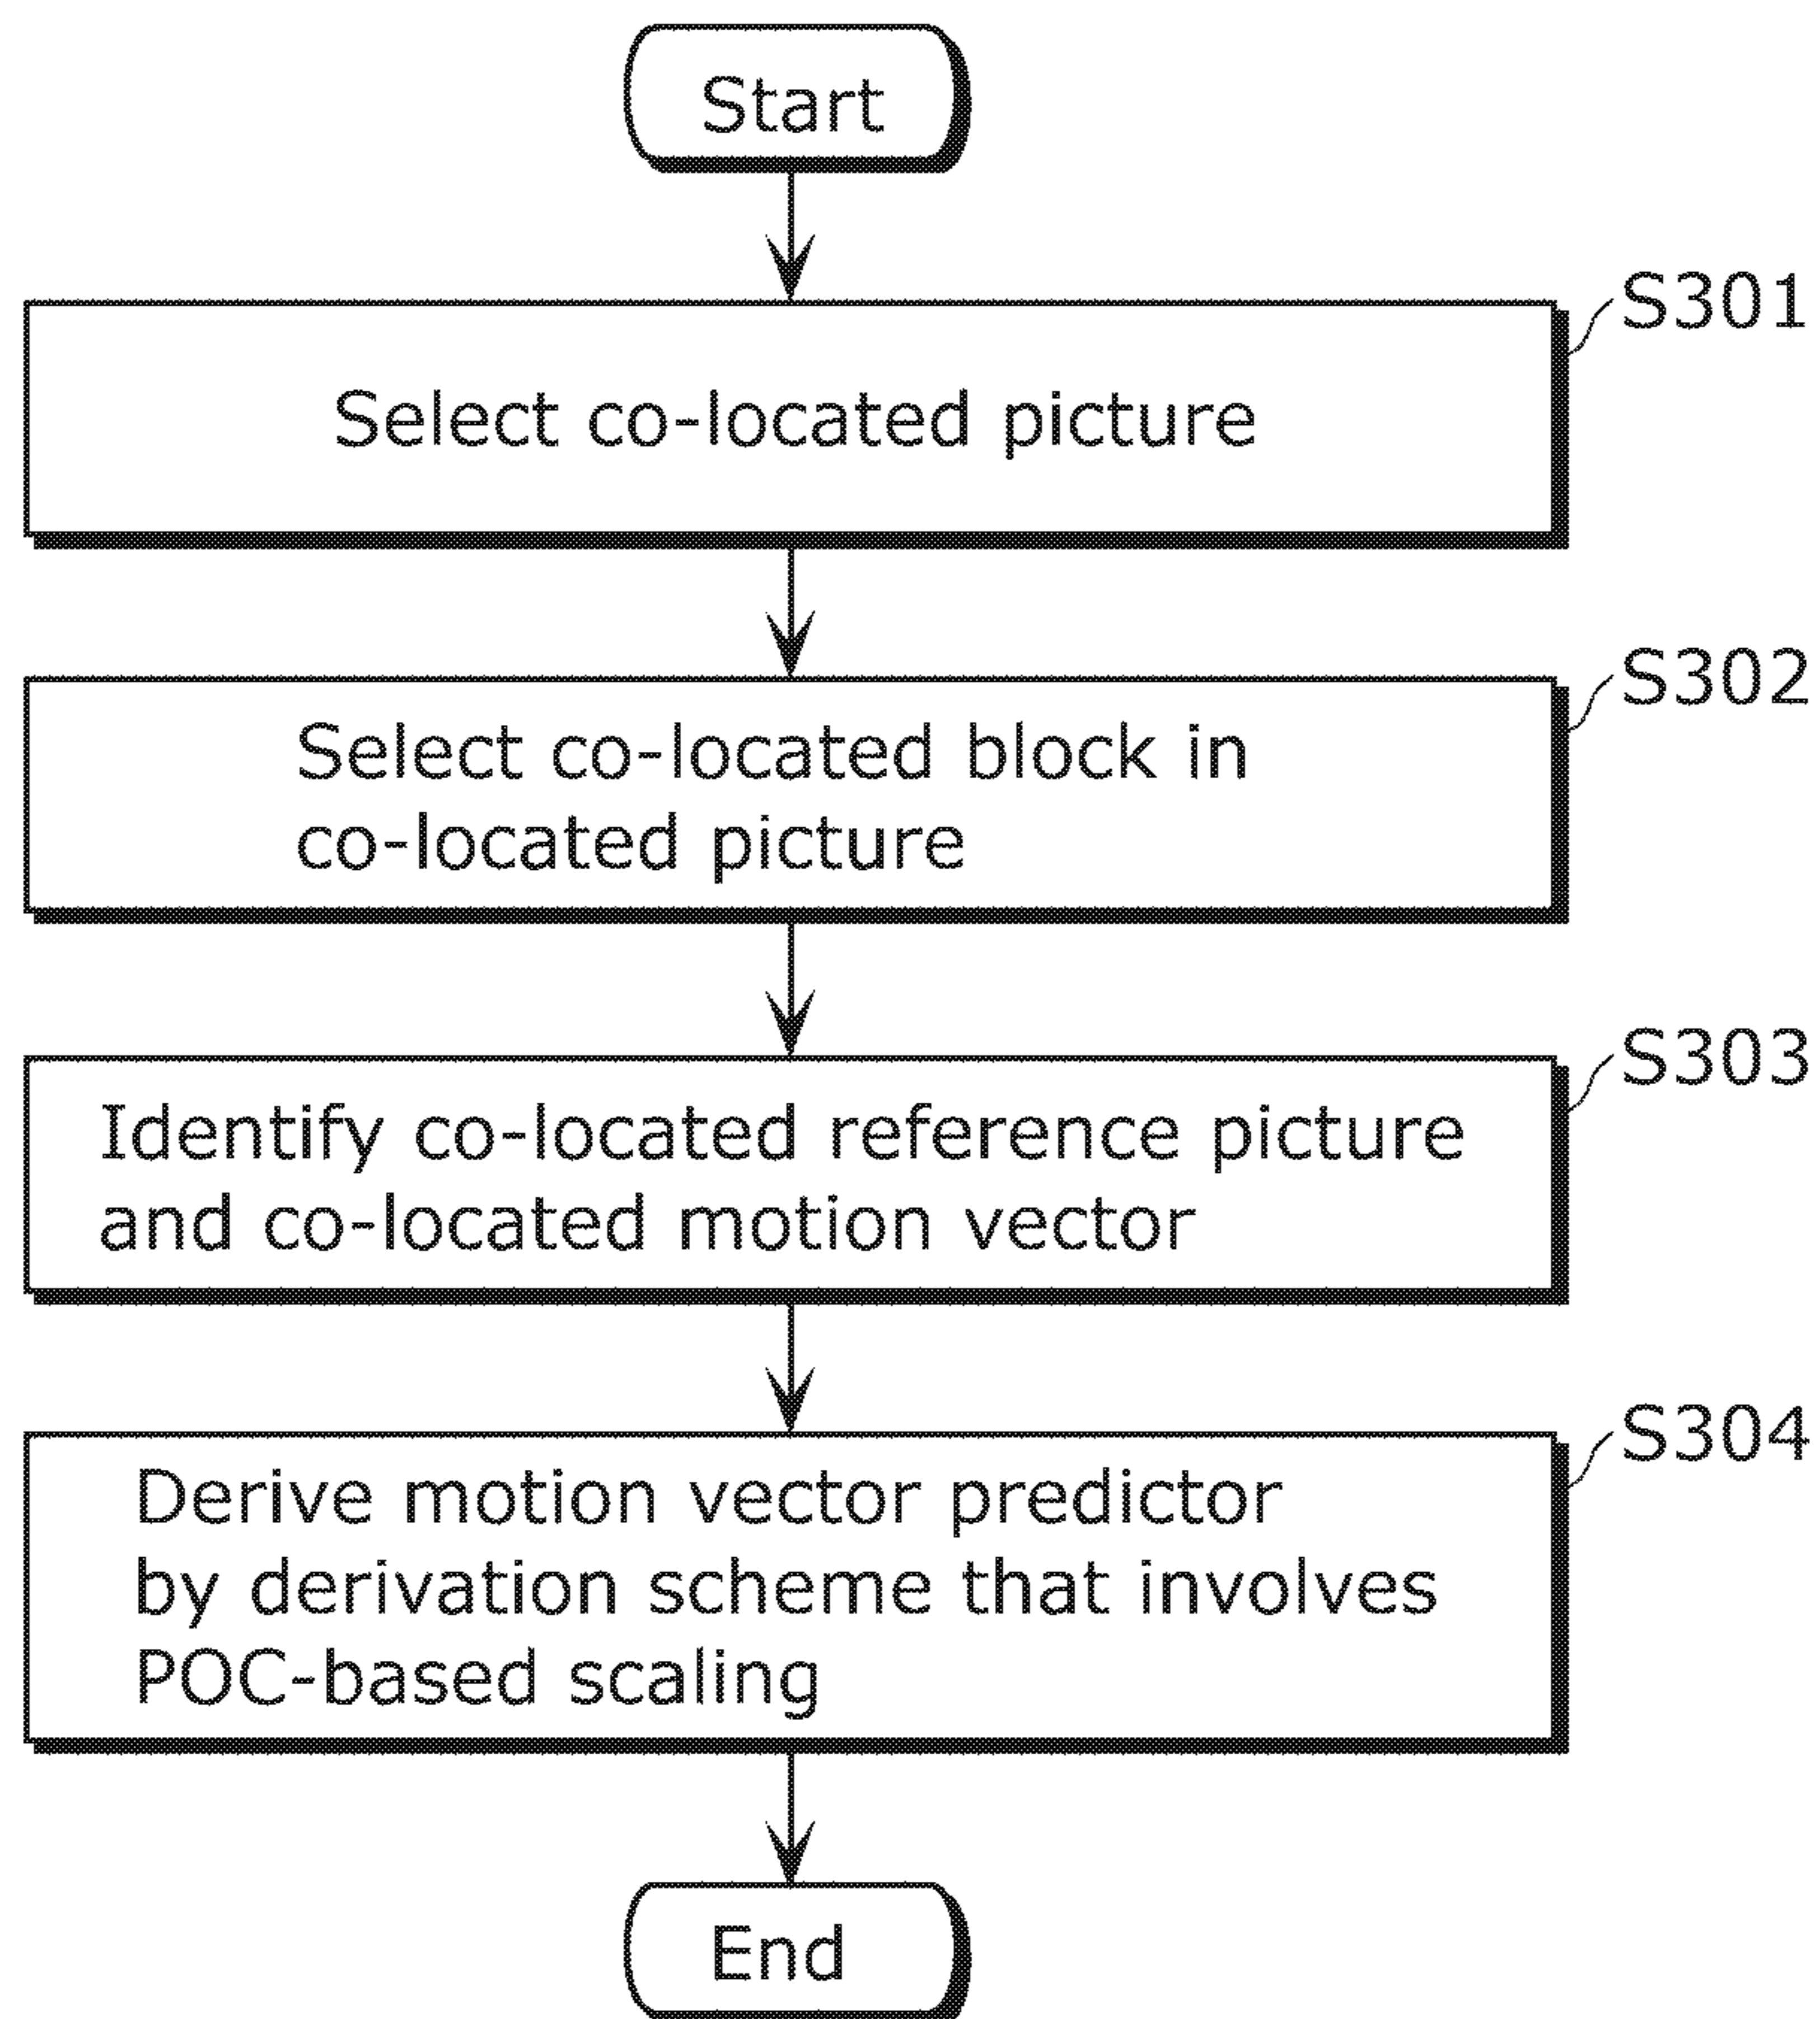 Start
S301
Select co-located picture
S302
Select co-located block in
co-located picture
S303
Identify co-located reference picture
and co-located motion vector
S304
Derive motion vector predictor
by derivation scheme that involves
POC-based scaling
End